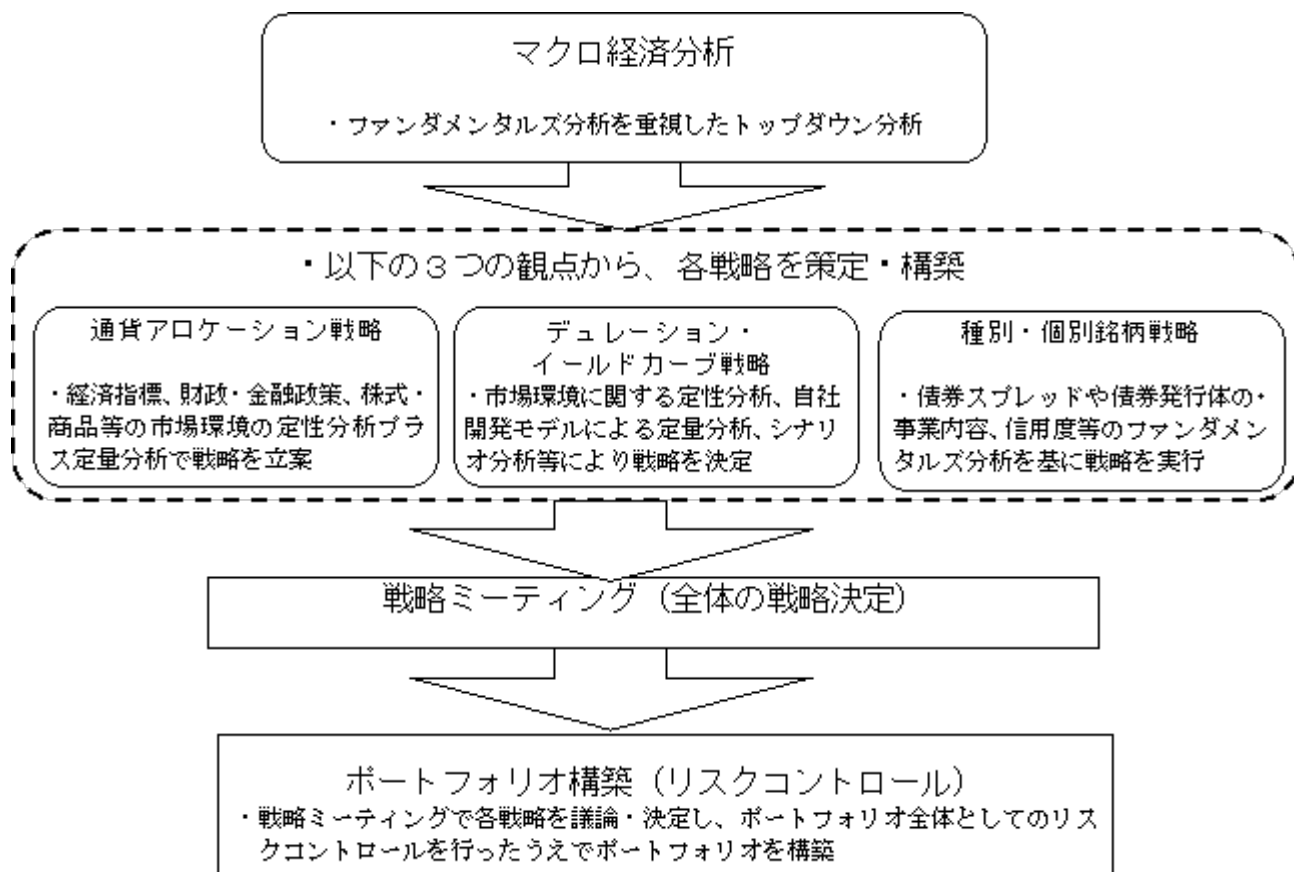 マクロ経済分析
・ファンダメンタルズ分析を重視したトップダウン分析
・以下の３つの観点から、各戦略を策定・構築
通貨アロケーション戦略
・経済指標、財政・金融政策、株式・
商品等の市場環境の定性分析プラ
ス定量分析で戦略を立案
デュレーション・
イールドカーブ戦略
・市場環境に関する定性分析、自社
開発モデルによる定量分析、シナリ
オ分析等により戦略を決定
種別・個別銘柄戦略
・債券スプレッドや債券発行体の・
事業内容、信用度等のファンダメン
タルズ分析を基に戦略を実行
戦略ミーティング（全体の戦略決定）
ポートフォリオ構築（リスクコントロール）
・戦略ミーティングで各戦略を議論・決定し、ポートフォリオ全体としてのリス
クコントロールを行ったうえでポートフォリオを構築